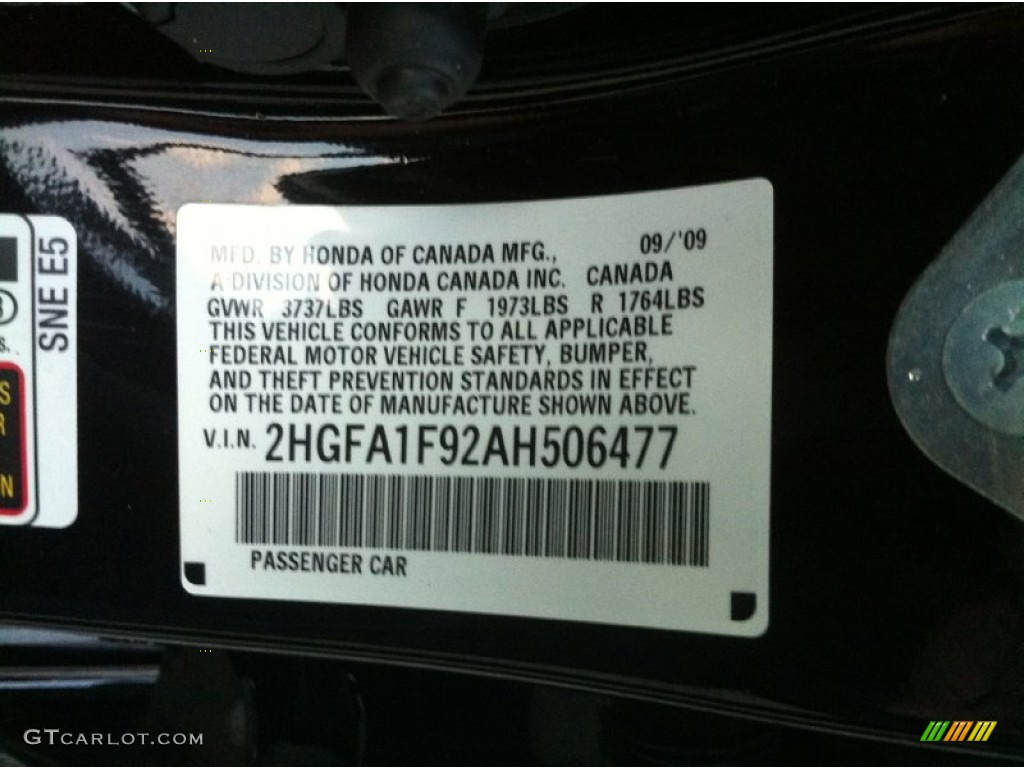 MFD. BY HONDA OF CANADA MFG., 09/'09
A DIVISION OF HONDA CANADA INC. CANADA
GVWR 3737LBS GAWR F 1973LBS R 1764LBS
THIS VEHICLE CONFORMS TO ALL APPLICABLE
FEDERAL MOTOR VEHICLE SAFETY, BUMPER,
AND THEFT PREVENTION STANDARDS IN EFFECT
ON THE DATE OF MANUFACTURE SHOWN ABOVE.
V.I.N. 2HGFA1F92AH506477
PASSENGER CAR
SNE E5
GTCARLOT.COM